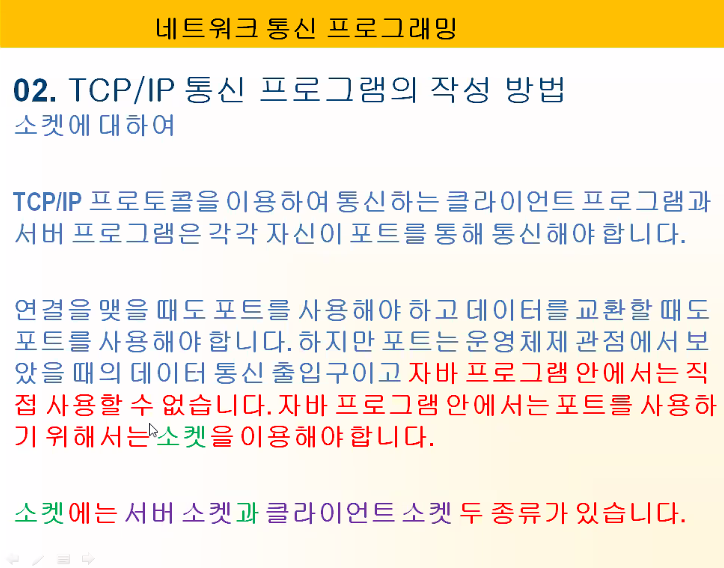 네트워크 통신 프로그래밍
02. TCP/IP 통신 프로그램의 작성 방법
소켓에 대하여
TCP/IP 프로토콜을 이용하여 통신하는 클라이언트 프로그램과
서버 프로그램은 각각 자신이 포트를 통해 통신해야 합니다.
연결을 맺을 때도 포트를 사용해야 하고 데이터를 교환할 때도
포트를 사용해야 합니다. 하지만 포트는 운영체제 관점에서 보
았을 때의 데이터 통신 출입구이고 자바 프로그램 안에서는 직
접 사용할 수 없습니다. 자바 프로그램 안에서는 포트를 사용하
기 위해서는 소켓을 이용해야 합니다.
소켓에는 서버 소켓과 클라이언트 소켓 두 종류가 있습니다.